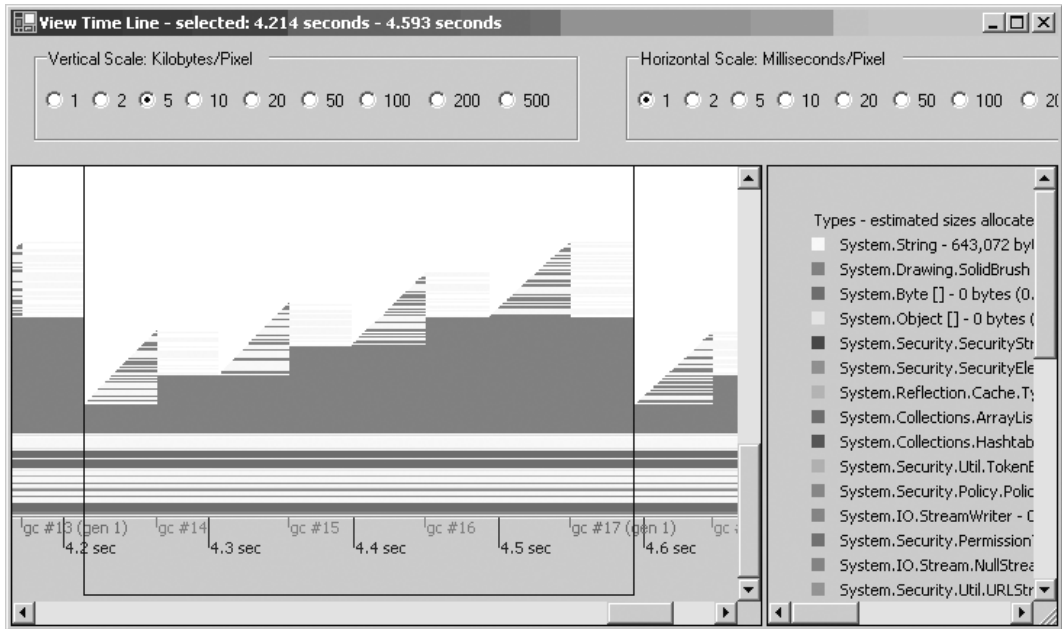 View Time Line - selected: 4.214 seconds - 4.593 seconds
Vertical Scale: Kilobytes/Pixel
1 2 5 10 20 50 100 200 500
Horizontal Scale: Milliseconds/Pixel
1 2 5 10 20 50 100 20
Types - estimated sizes allocate
System.String - 643,072 by
System.Drawing.SolidBrush
System.Byte [] - 0 bytes (0.
System.Object [] - 0 bytes (
System.Security.SecurityStr
System.Security.SecurityEle
System.Reflection.Cache.Ty
System.Collections.ArrayLis
System.Collections.Hashtab
System.Security.Util.TokenB
System.Security.Policy.Polic
System.IO.StreamWriter - 0
System.Security.Permission
System.IO.Stream.NullStrea
System.Security.Util.URLStr
gc #13 (gen 1) gc #14 gc #15 gc #16 gc #17 (gen 1) gc
4.2 sec 4.3 sec 4.4 sec 4.5 sec 4.6 sec